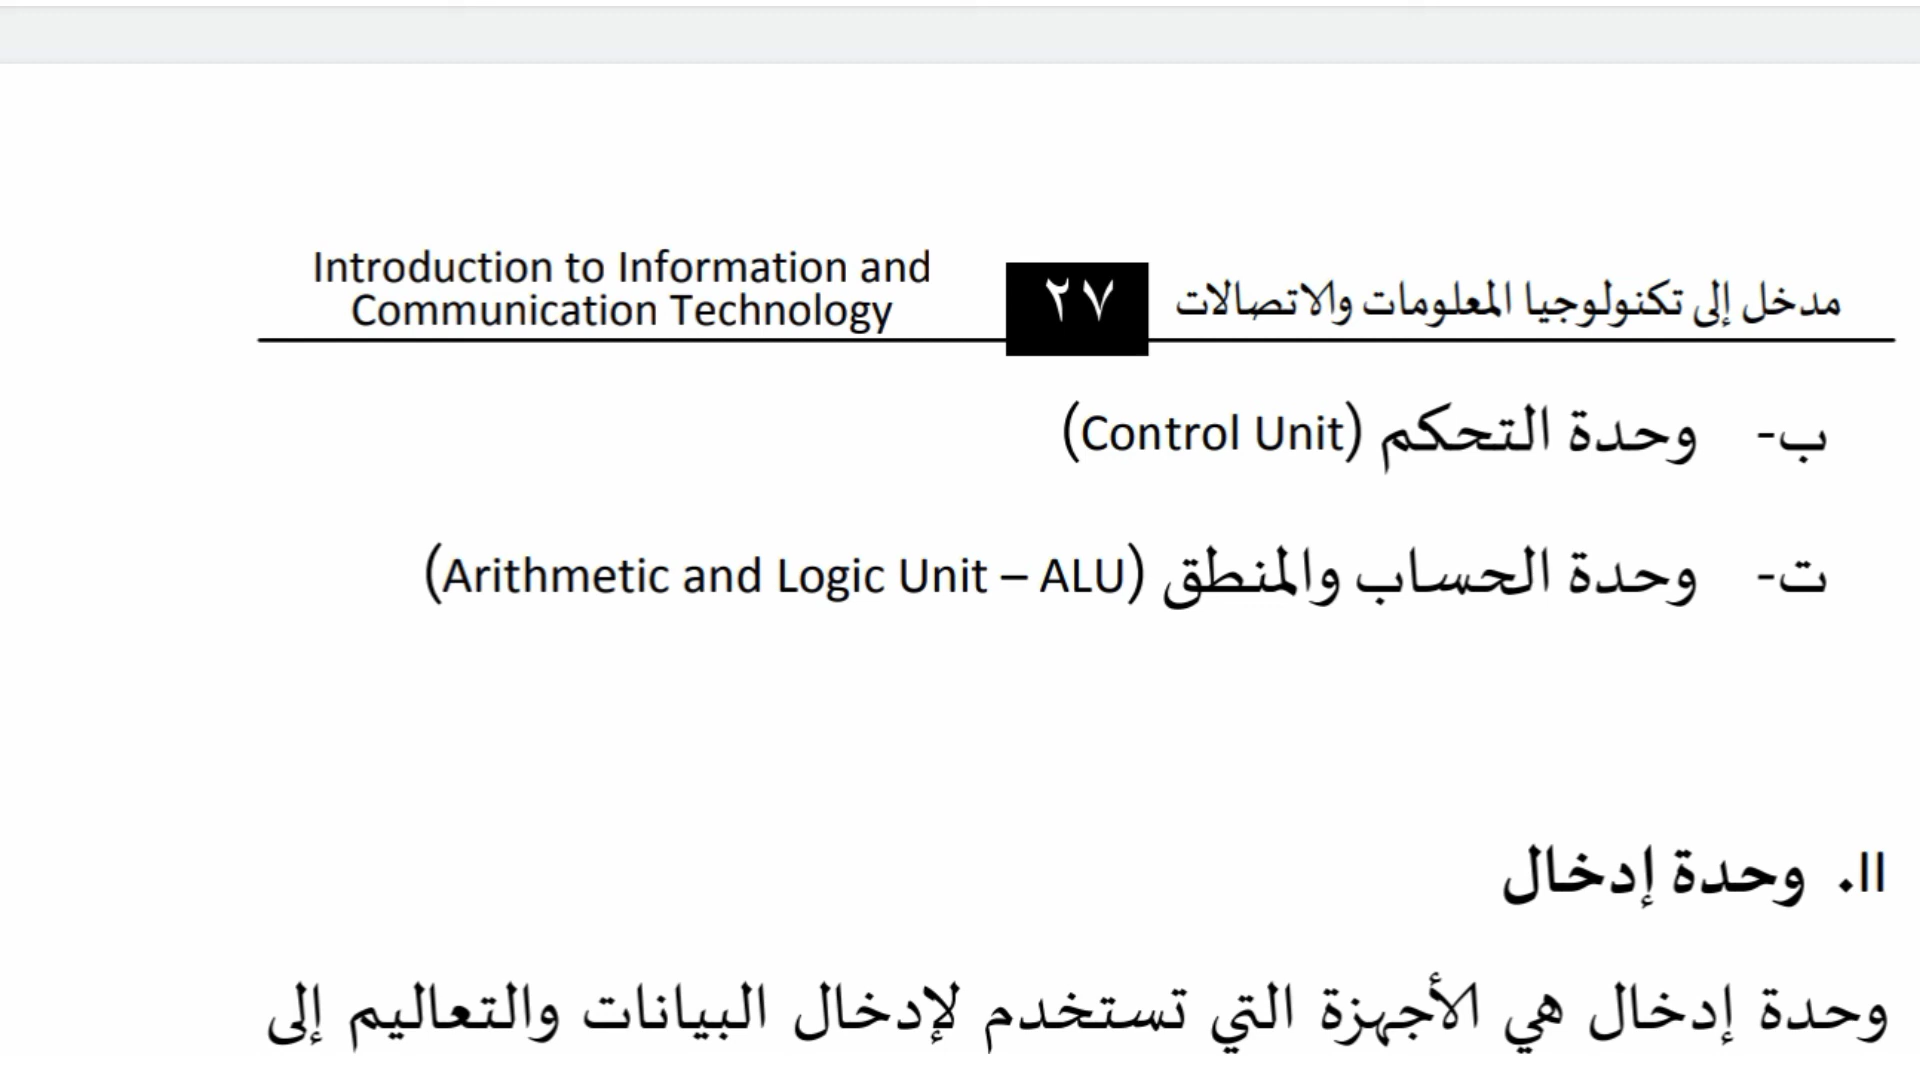 مدخل إلى تكنولوجيا المعلومات والاتصالات
٢٧
Introduction to Information and
Communication Technology
ب- وحدة التحكم (Control Unit)
ت- وحدة الحساب والمنطق (Arithmetic and Logic Unit – ALU)
II. وحدة إدخال
وحدة إدخال هي الأجهزة التي تستخدم لإدخال البيانات والتعاليم إلى